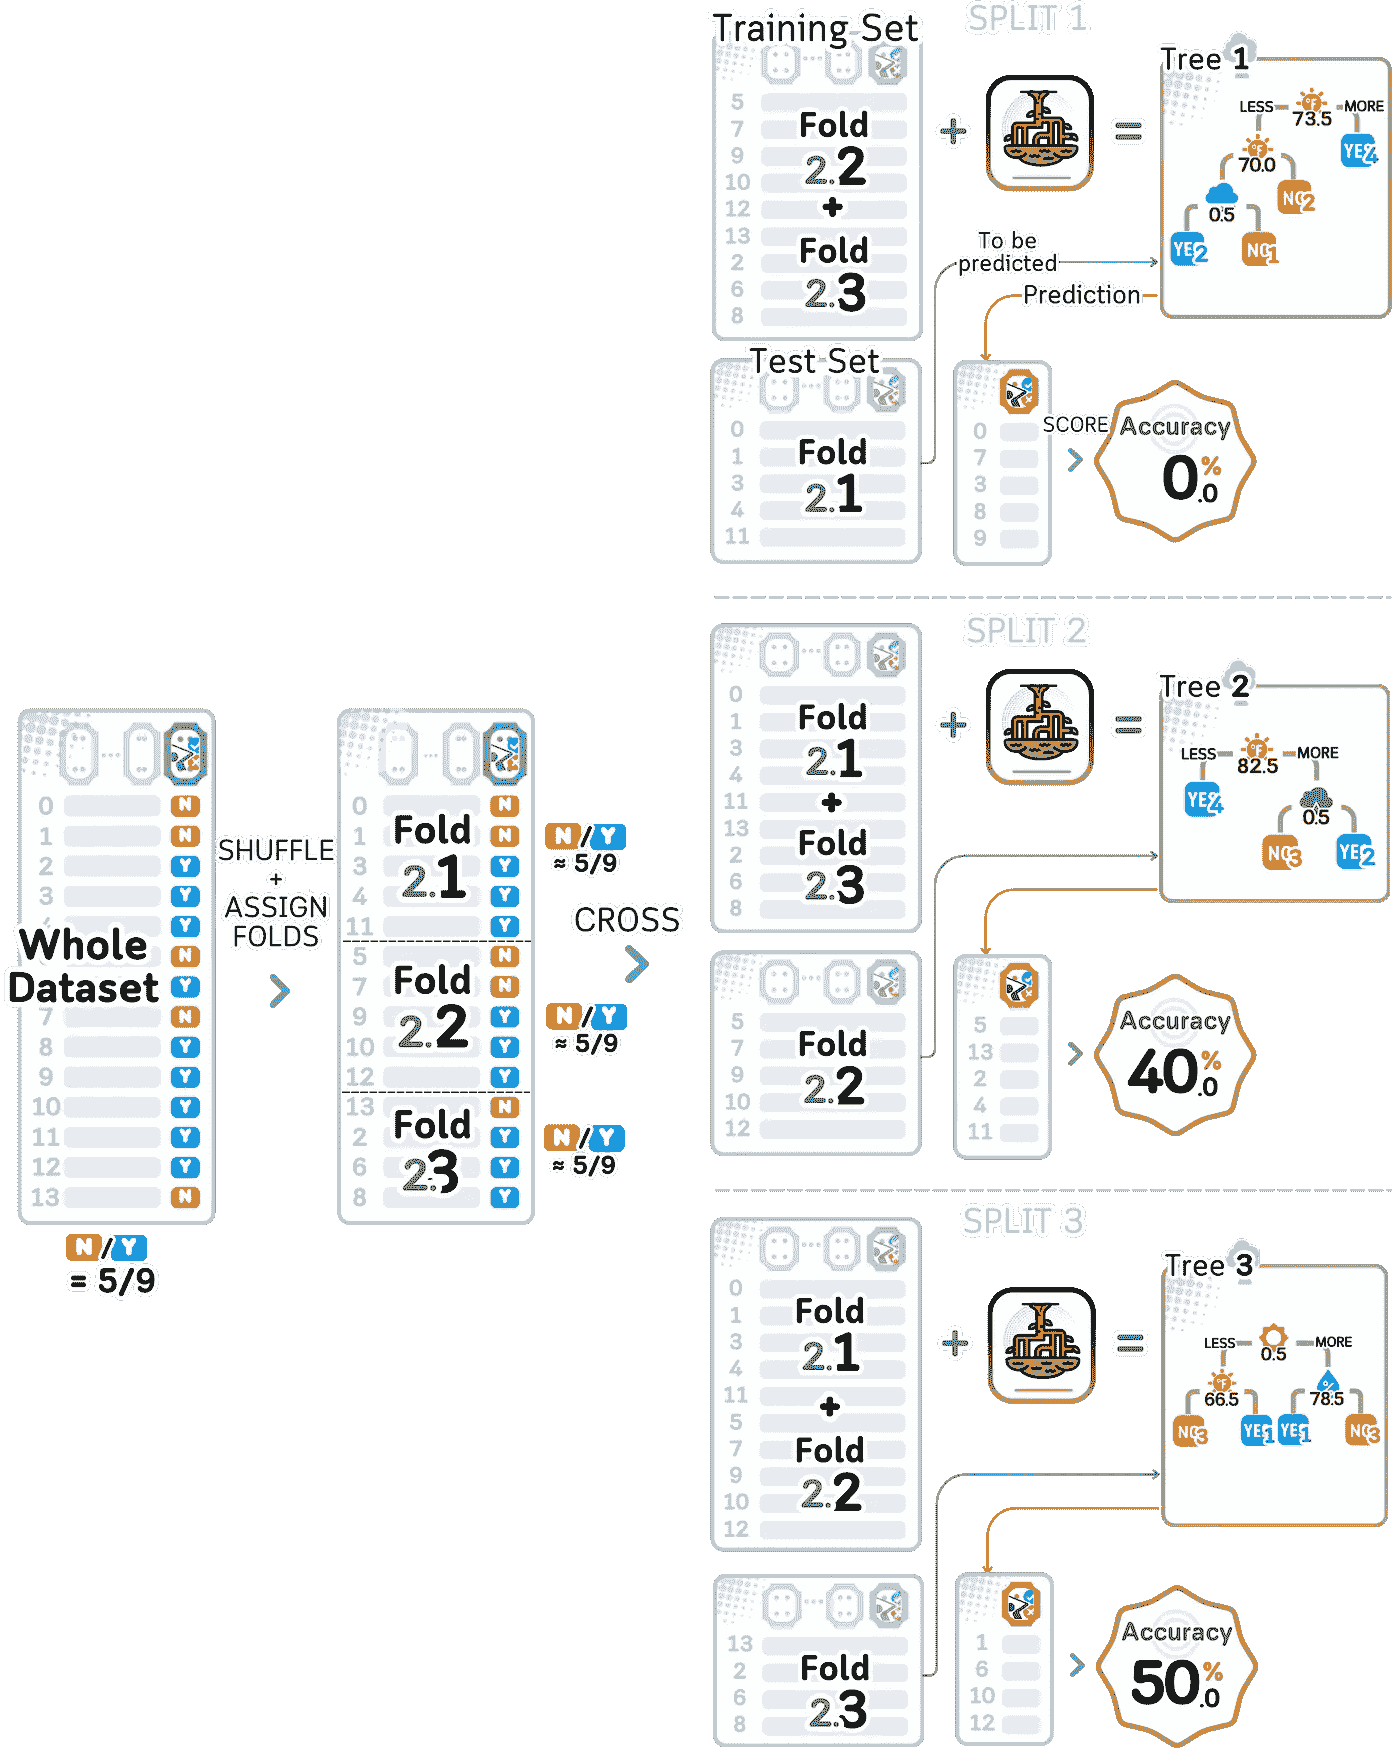 Whole
Dataset
0 N
1 N
2 Y
3 Y
Y
N
Y
7 N
8 Y
9 Y
10 Y
11 Y
12 Y
13 N
N/Y
= 5/9
SHUFFLE
+
ASSIGN
FOLDS
>
Fold
2.1
0 N
1 N
3 Y
4 Y
11 Y
N/Y
≈ 5/9
Fold
2.2
5 N
7 N
9 Y
10 Y
12 Y
N/Y
≈ 5/9
Fold
2.3
13 N
2 Y
6 Y
8 Y
N/Y
≈ 5/9
CROSS
>
SPLIT 1
Training Set
5
7
9
10
12
13
2
6
8
Fold
2.2
+
Fold
2.3
+
=
Tree 1
LESS °F MORE
73.5
YES 4
°F
70.0
NO 2
0.5
YES 2
NO 1
To be
predicted
Prediction
Test Set
0
1
3
4
11
Fold
2.1
0
7
3
8
9
SCORE
>
Accuracy
0.0%
SPLIT 2
0
1
3
4
11
13
2
6
8
Fold
2.1
+
Fold
2.3
+
=
Tree 2
LESS °F MORE
82.5
YES 4
0.5
NO 3
YES 2
5
7
9
10
12
Fold
2.2
5
13
2
4
11
>
Accuracy
40.0%
SPLIT 3
0
1
3
4
11
5
7
9
10
12
Fold
2.1
+
Fold
2.2
+
=
Tree 3
LESS MORE
0.5
°F
66.5
%
78.5
NO 3
YES 1
YES 1
NO 3
13
2
6
8
Fold
2.3
1
6
10
12
>
Accuracy
50.0%